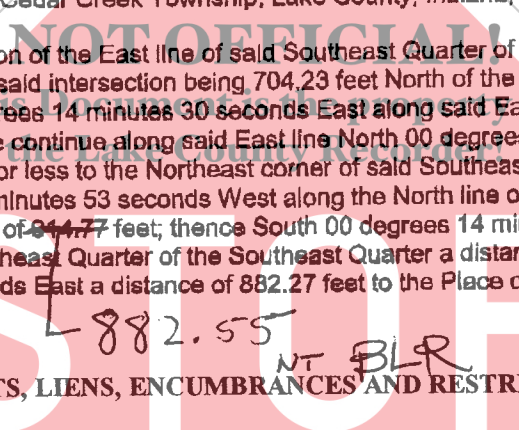 Cedar Creek Township, Lake County, Indiana,
NOT OFFICIAL!
on of the East line of said Southeast Quarter of
said intersection being 704.23 feet North of the
This Document is the property
rees 14 minutes 30 seconds East along said Ea
e continue along said East line North 00 degree
the Lake County Recorder!
or less to the Northeast corner of said Southeas
minutes 53 seconds West along the North line o
of 814.77 feet; thence South 00 degrees 14 mi
heast Quarter of the Southeast Quarter a distan
ds East a distance of 882.27 feet to the Place o
882.55
NT BLR
TS, LIENS, ENCUMBRANCES AND RESTRI
STOP